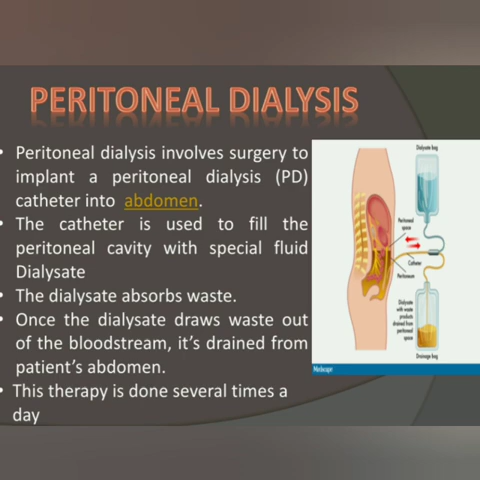 PERITONEAL DIALYSIS
• Peritoneal dialysis involves surgery to
implant a peritoneal dialysis (PD)
catheter into abdomen.
• The catheter is used to fill the
peritoneal cavity with special fluid
Dialysate
• The dialysate absorbs waste.
• Once the dialysate draws waste out
of the bloodstream, it's drained from
patient's abdomen.
• This therapy is done several times a
day
Dialysate bag
Peritoneal
space
Catheter
Peritoneum
Dialysate
with waste
products
drained from
peritoneal
space
Drainage bag